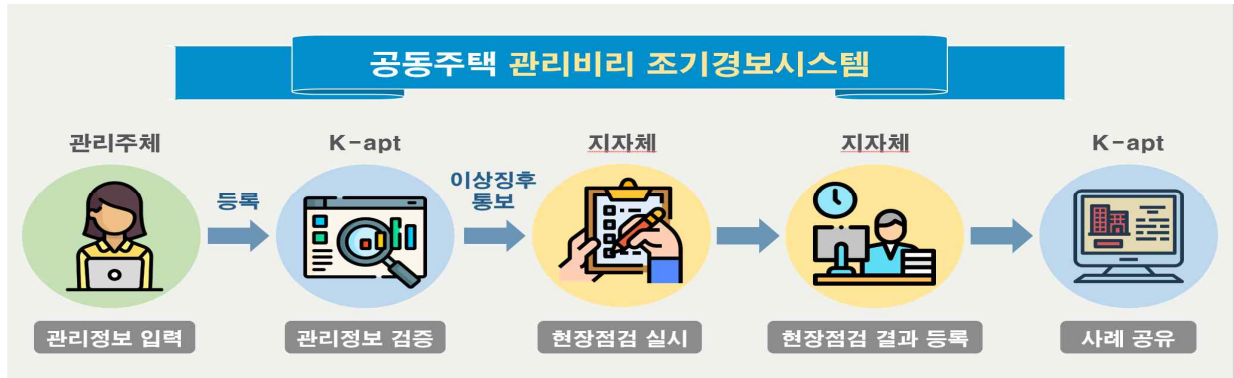 공동주택 관리비리 조기경보시스템
관리주체
K-apt
지자체
지자체
K-apt
등록
이상징후
통보
관리정보 입력
관리정보 검증
현장점검 실시
현장점검 결과 등록
사례 공유